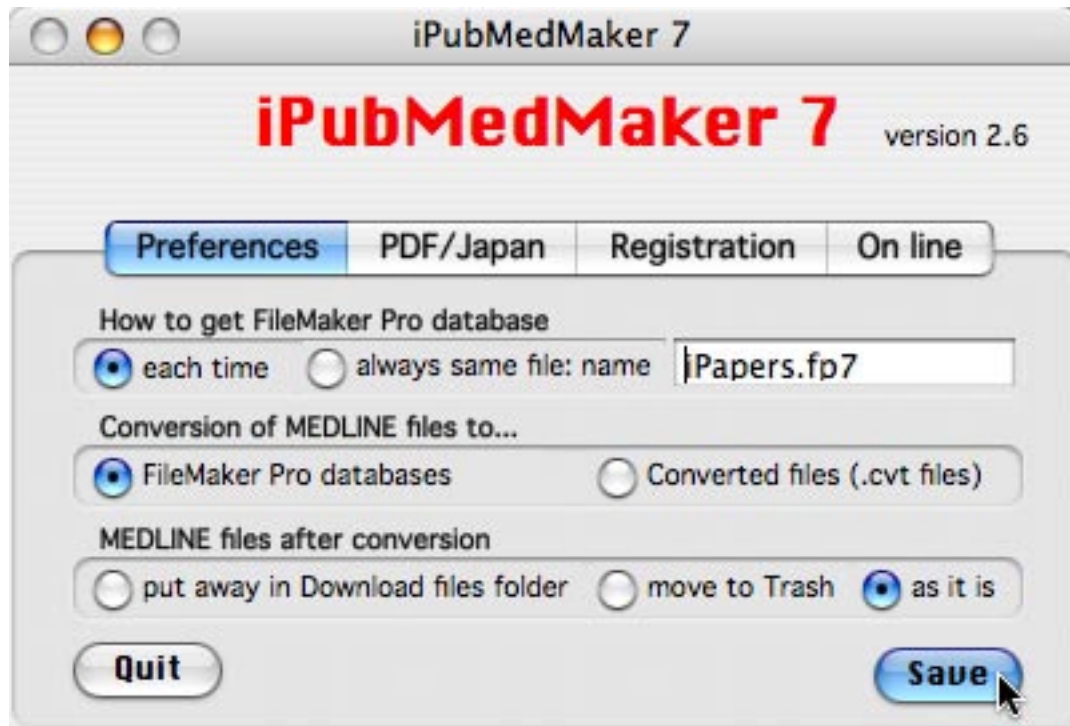 iPubMedMaker 7
iPubMedMaker 7 version 2.6
Preferences PDF/Japan Registration On line
How to get FileMaker Pro database
each time always same file: name iPapers.fp7
Conversion of MEDLINE files to...
FileMaker Pro databases Converted files (.cvt files)
MEDLINE files after conversion
put away in Download files folder move to Trash as it is
Quit Save